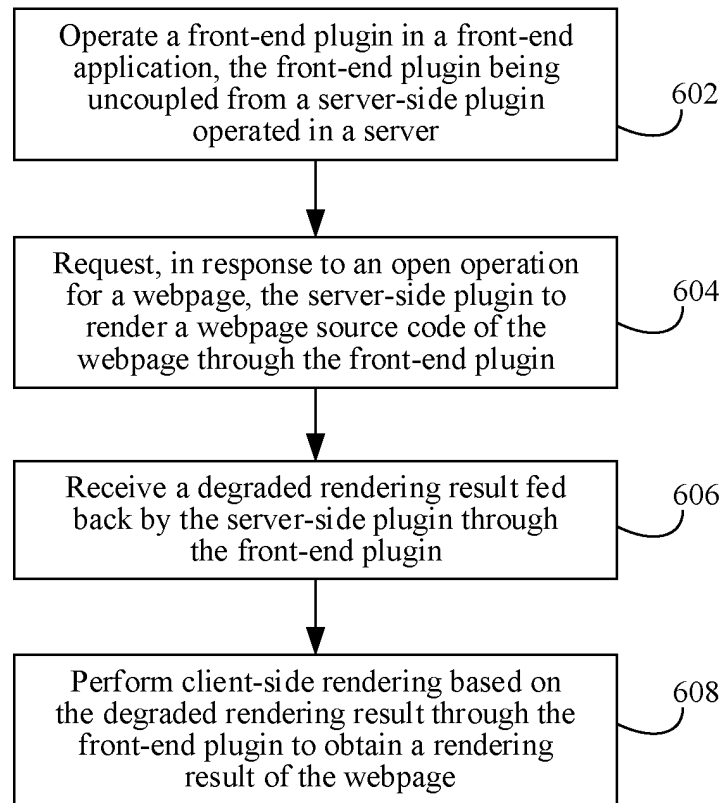 Operate a front-end plugin in a front-end
application, the front-end plugin being
uncoupled from a server-side plugin
operated in a server
602
Request, in response to an open operation
for a webpage, the server-side plugin to
render a webpage source code of the
webpage through the front-end plugin
604
Receive a degraded rendering result fed
back by the server-side plugin through
the front-end plugin
606
Perform client-side rendering based on
the degraded rendering result through the
front-end plugin to obtain a rendering
result of the webpage
608